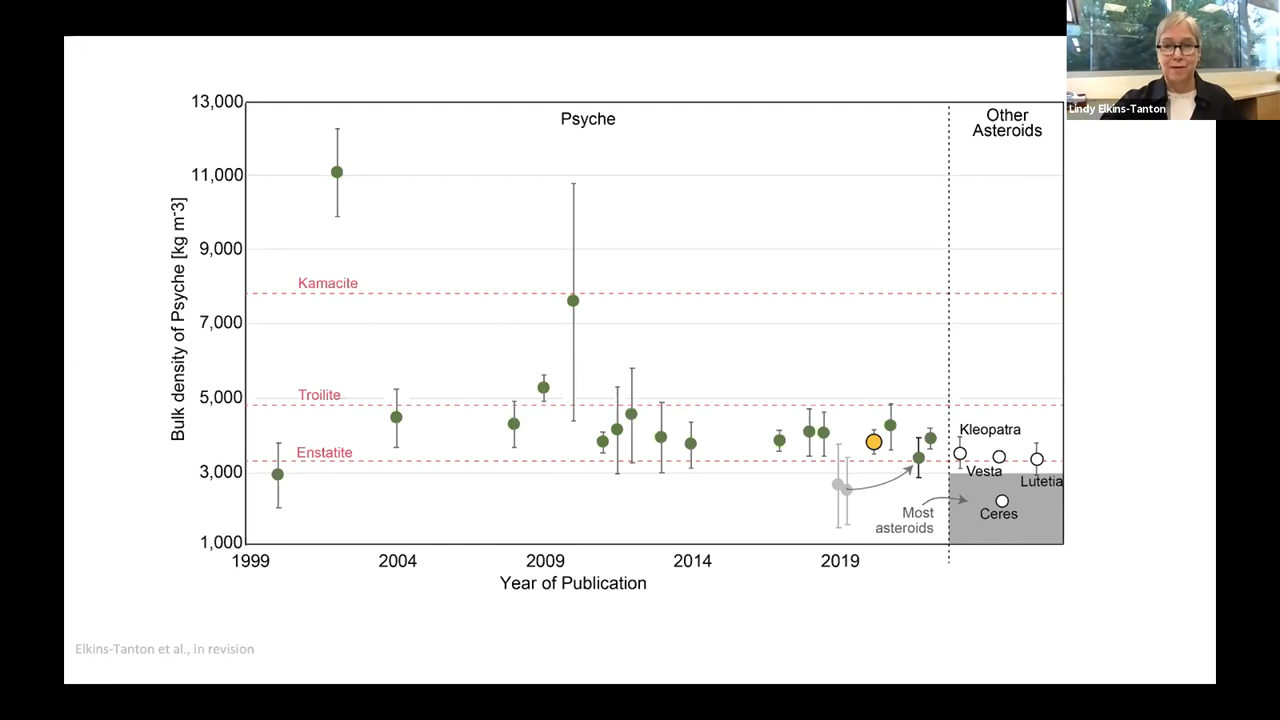 Lindy Elkins-Tanton
13,000
Psyche
Other
Asteroids
11,000
9,000
Kamacite
7,000
Troilite
5,000
Enstatite
Kleopatra
3,000
Vesta
Lutetia
Most
asteroids
Ceres
1,000
Bulk density of Psyche [kg m-3]
1999 2004 2009 2014 2019
Year of Publication
Elkins-Tanton et al., in revision